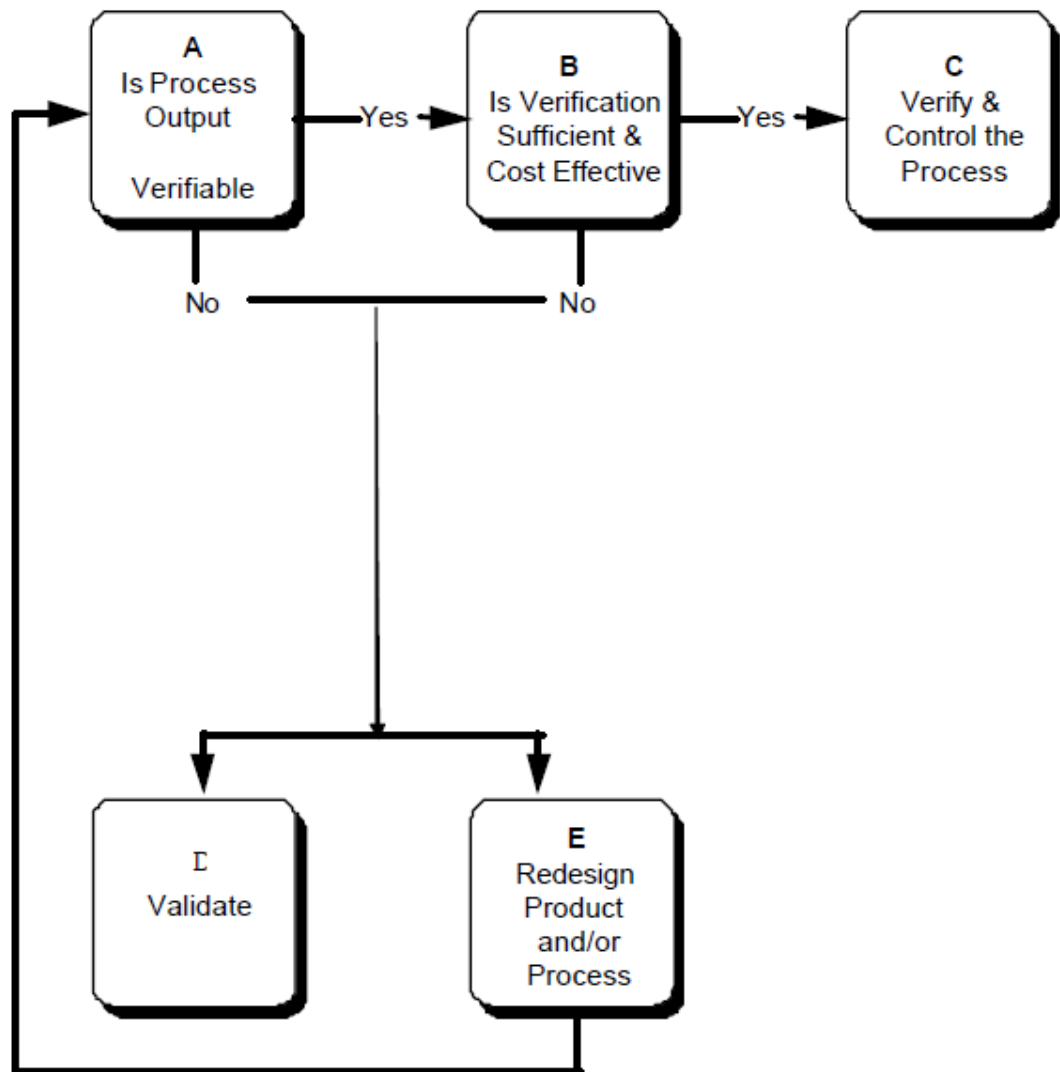 A
Is Process
Output
Verifiable
Yes
B
Is Verification
Sufficient &
Cost Effective
Yes
C
Verify &
Control the
Process
No
No
D
Validate
E
Redesign
Product
and/or
Process